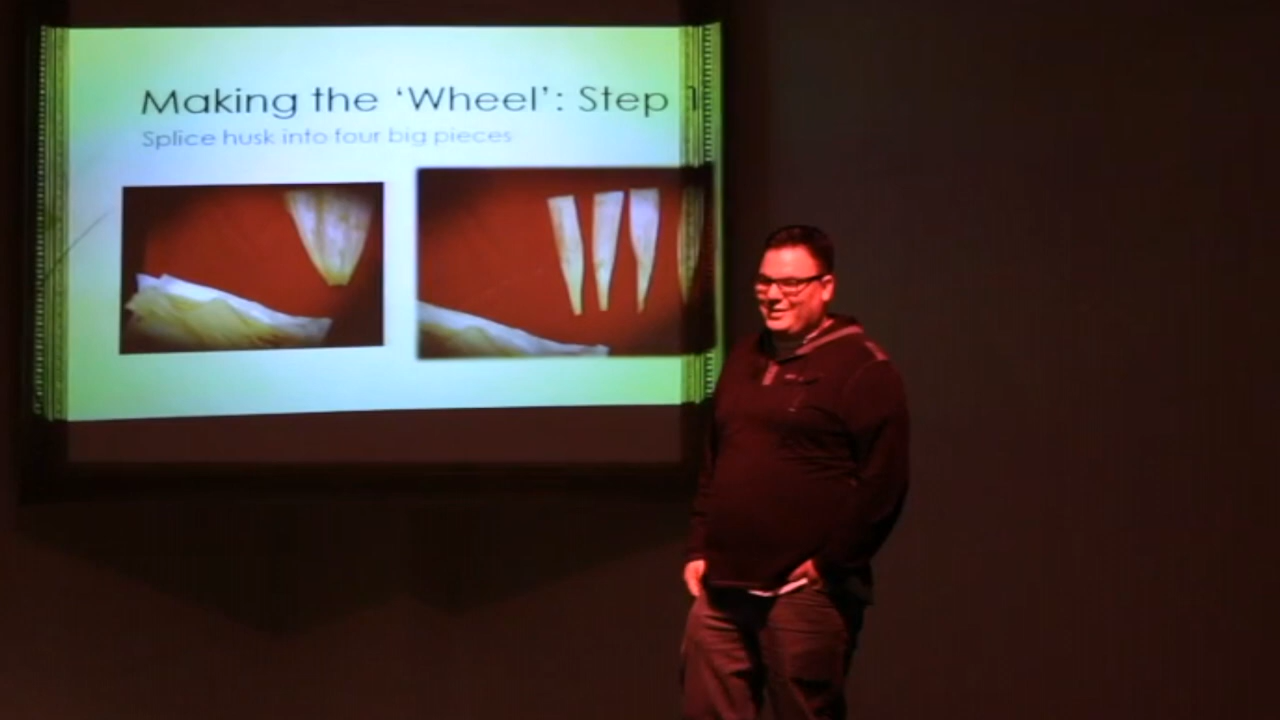 Making the ‘Wheel’: Step 1
Splice husk into four big pieces